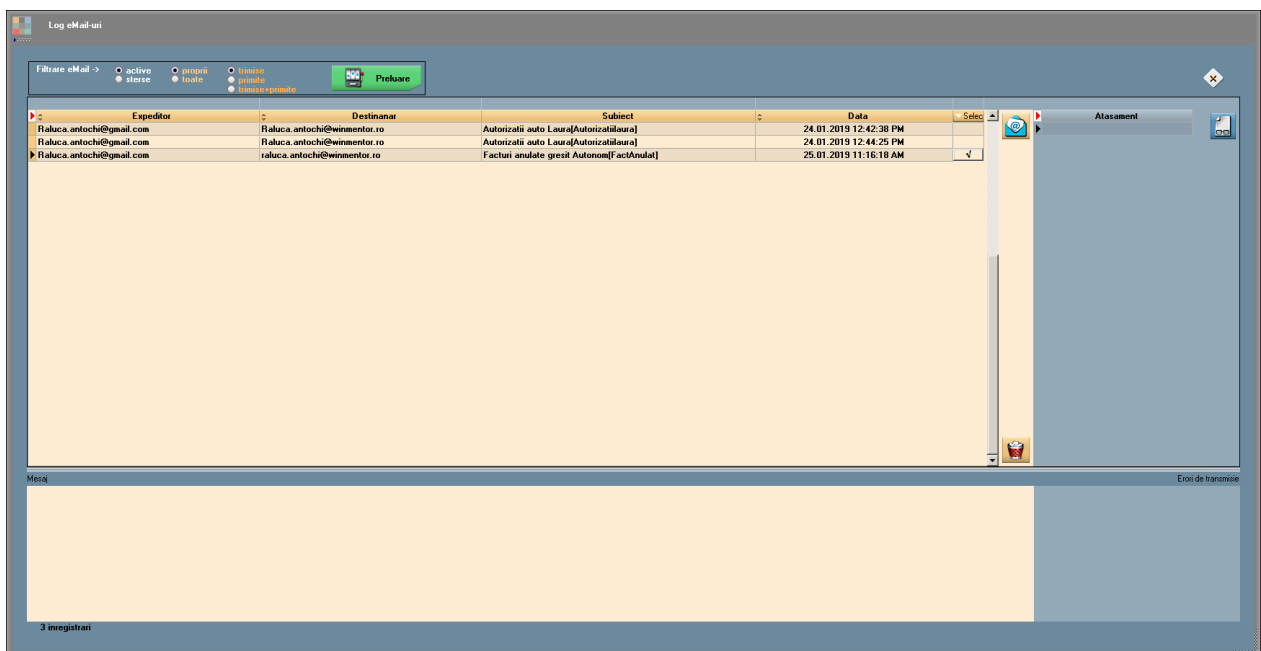 Log eMail-uri
Filtrare eMail -> active proprii trimise Preluare
sterse toate primite
trimise+primite
Expeditor Destinanar Subiect Data Selec Atasament
Raluca.antochi@gmail.com Raluca.antochi@winmentor.ro Autorizatii auto Laura[Autorizatiilaura] 24.01.2019 12:42:38 PM
Raluca.antochi@gmail.com Raluca.antochi@winmentor.ro Autorizatii auto Laura[Autorizatiilaura] 24.01.2019 12:44:25 PM
Raluca.antochi@gmail.com raluca.antochi@winmentor.ro Facturi anulate gresit Autonom[FactAnulat] 25.01.2019 11:16:18 AM √
Mesaj Erori de transmisie
3 inregistrari